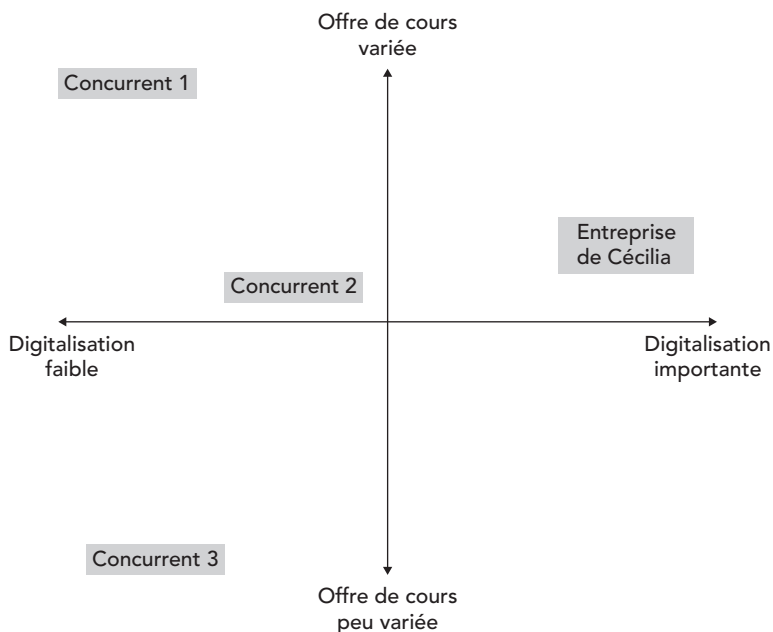 Offre de cours
variée
Concurrent 1
Entreprise
de Cécilia
Concurrent 2
Digitalisation
faible
Digitalisation
importante
Concurrent 3
Offre de cours
peu variée